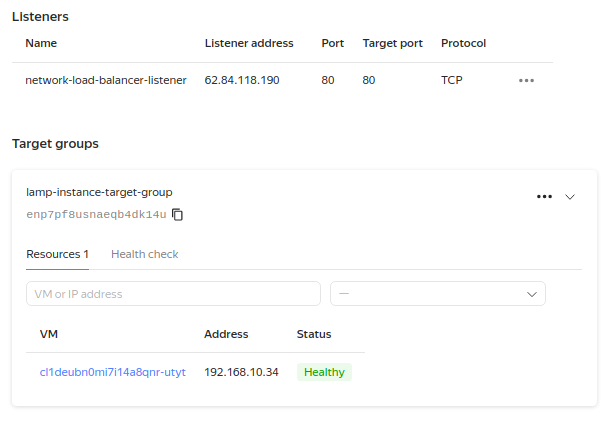 Listeners
Name Listener address Port Target port Protocol
network-load-balancer-listener 62.84.118.190 80 80 TCP
Target groups
lamp-instance-target-group
enp7pf8usnaeqb4dk14u
Resources 1 Health check
VM or IP address —
VM Address Status
cl1deubn0mi7i14a8qnr-utyt 192.168.10.34 Healthy